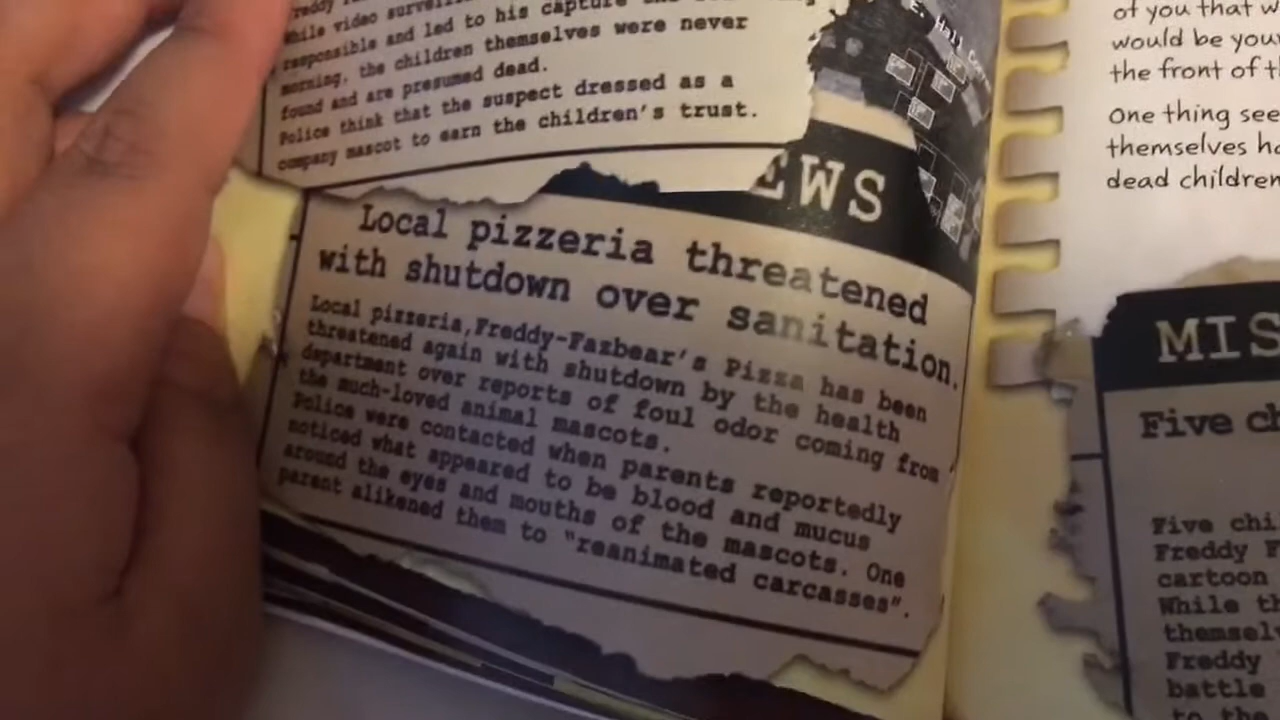 While video
responsible and led to his capture
morning, the children themselves were never
found and are presumed dead.
Police think that the suspect dressed as a
company mascot to earn the children's trust.
EWS
Local pizzeria threatened
with shutdown over sanitation.
Local pizzeria,Freddy-Fazbear's Pizza has been
threatened again with shutdown by the health
department over reports of foul odor coming from
the much-loved animal mascots.
Police were contacted when parents reportedly
noticed what appeared to be blood and mucus
around the eyes and mouths of the mascots. One
parent alikened them to "reanimated carcasses".
of you that w
would be your
the front of t
One thing see
themselves ha
dead children
MIS
Five ch
Five chi
Freddy F
cartoon
While th
themsel
Freddy
battle
to the